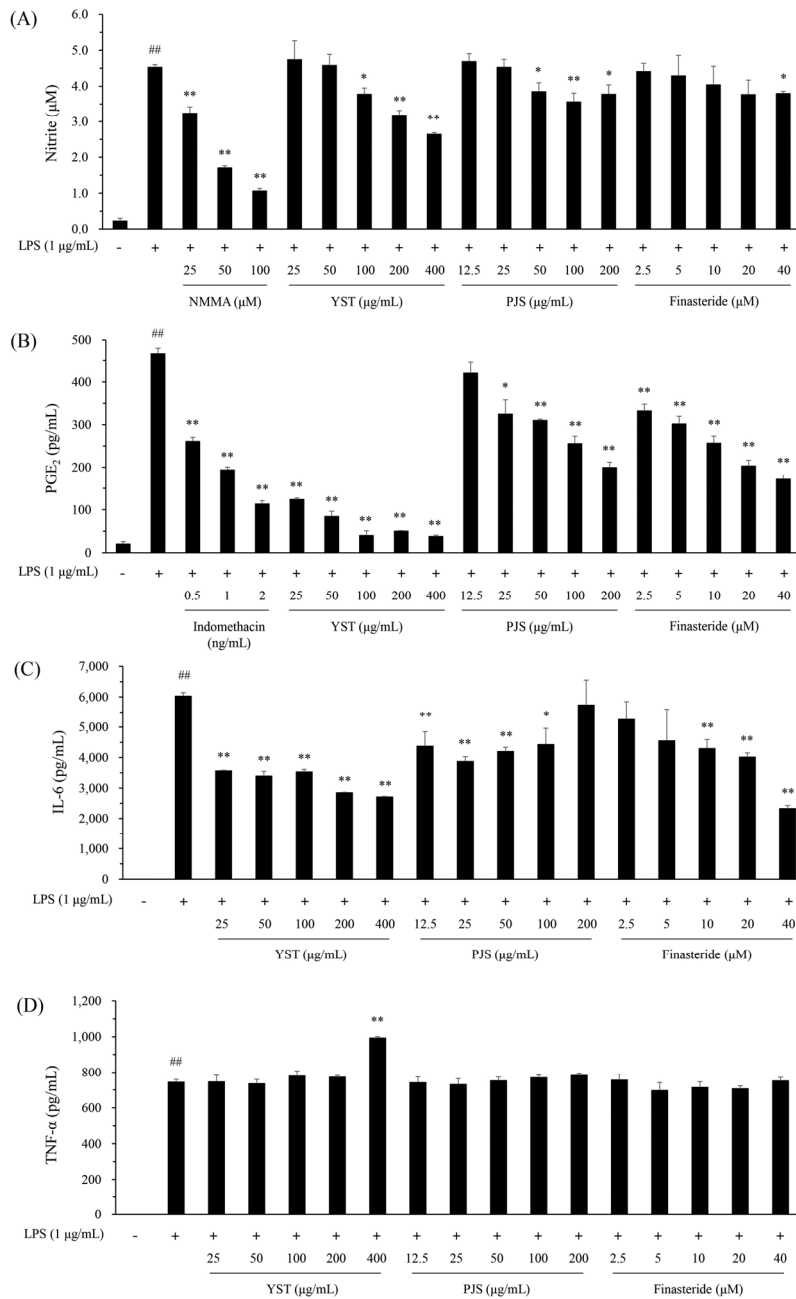 (A)
6.0
5.0
4.0
3.0
2.0
1.0
0.0
Nitrite (μM)
## ** ** ** * ** ** * ** * *
LPS (1 μg/mL) - + + + + + + + + + + + + + + + + + + +
25 50 100 25 50 100 200 400 12.5 25 50 100 200 2.5 5 10 20 40
NMMA (μM) YST (μg/mL) PJS (μg/mL) Finasteride (μM)
(B)
500
400
300
200
100
0
PGE2 (pg/mL)
## ** ** ** ** ** ** ** ** * ** ** ** ** ** ** ** **
LPS (1 μg/mL) - + + + + + + + + + + + + + + + + + + +
0.5 1 2 25 50 100 200 400 12.5 25 50 100 200 2.5 5 10 20 40
Indomethacin YST (μg/mL) PJS (μg/mL) Finasteride (μM)
(ng/mL)
(C)
7,000
6,000
5,000
4,000
3,000
2,000
1,000
0
IL-6 (pg/mL)
## ** ** ** ** ** ** ** ** * ** ** **
LPS (1 μg/mL) - + + + + + + + + + + + + + + + +
25 50 100 200 400 12.5 25 50 100 200 2.5 5 10 20 40
YST (μg/mL) PJS (μg/mL) Finasteride (μM)
(D)
1,200
1,000
800
600
400
200
0
TNF-α (pg/mL)
## **
LPS (1 μg/mL) - + + + + + + + + + + + + + + + +
25 50 100 200 400 12.5 25 50 100 200 2.5 5 10 20 40
YST (μg/mL) PJS (μg/mL) Finasteride (μM)